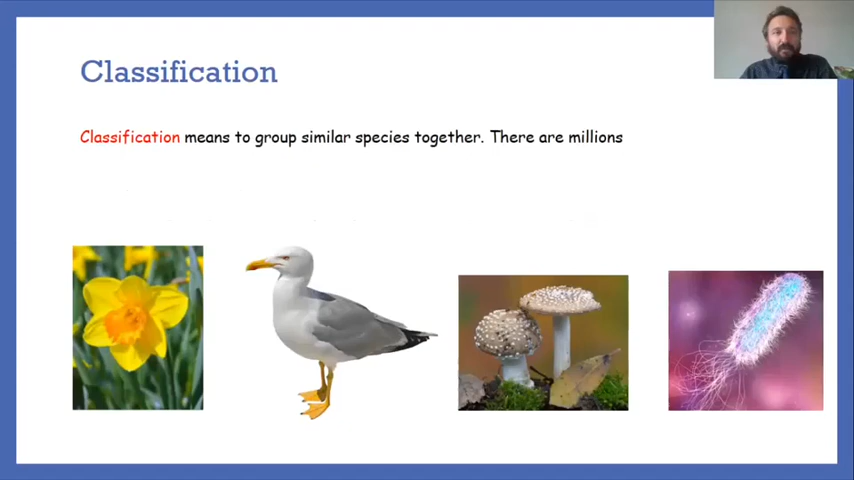 Classification
Classification means to group similar species together. There are millions